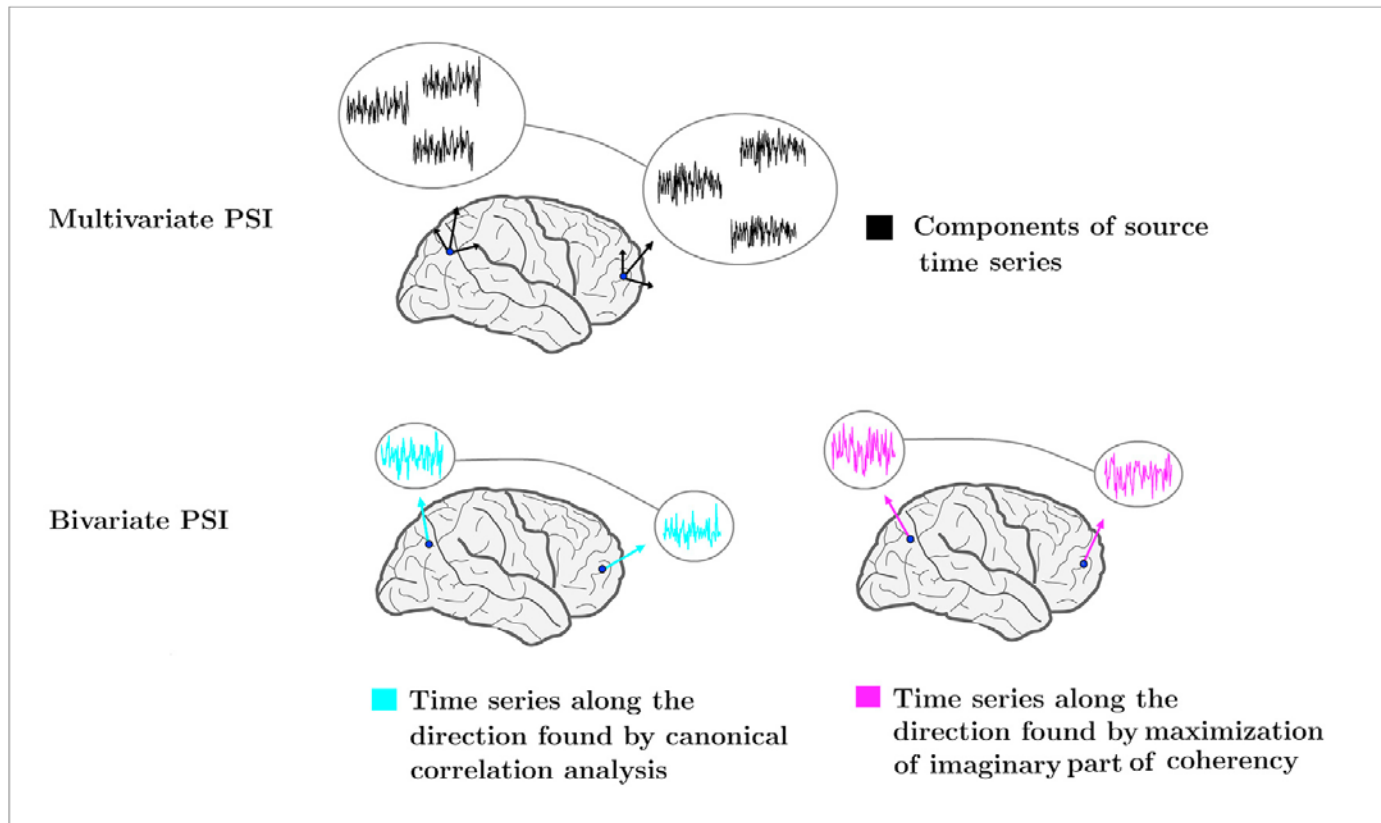 Multivariate PSI
Components of source
time series
Bivariate PSI
Time series along the
direction found by canonical
correlation analysis
Time series along the
direction found by maximization
of imaginary part of coherency